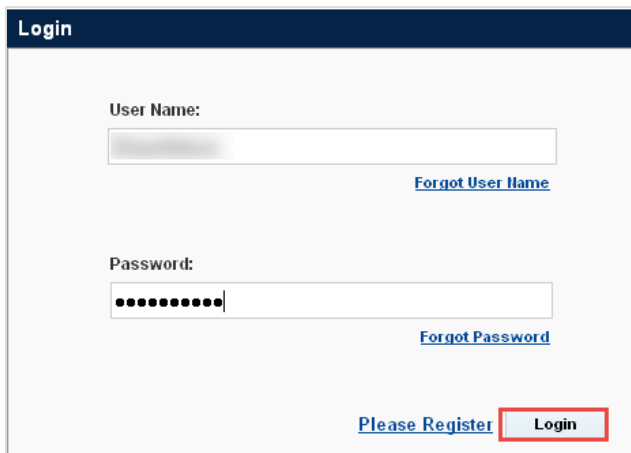 Login
User Name:
Forgot User Name
Password:
••••••••••
Forgot Password
Please Register Login